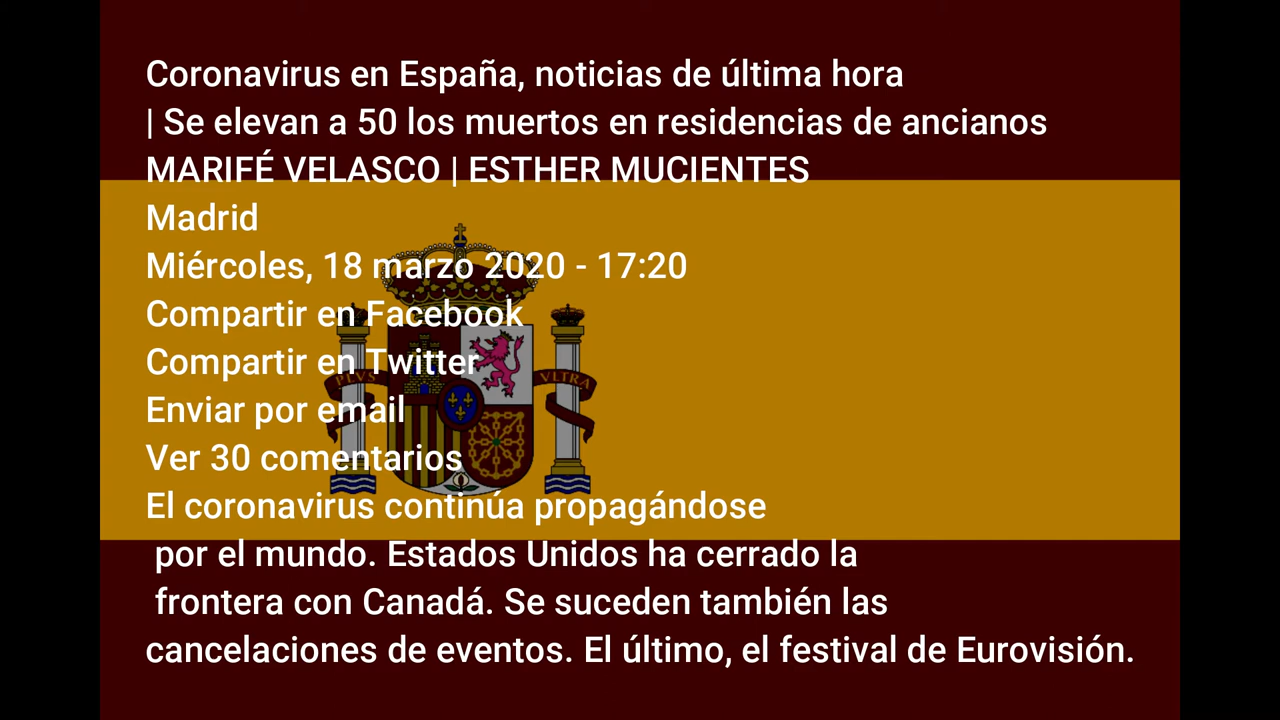 Coronavirus en España, noticias de última hora
| Se elevan a 50 los muertos en residencias de ancianos
MARIFÉ VELASCO | ESTHER MUCIENTES
Madrid
Miércoles, 18 marzo 2020 - 17:20
Compartir en Facebook
Compartir en Twitter
PLVS VLTRA
Enviar por email
Ver 30 comentarios
El coronavirus continúa propagándose
por el mundo. Estados Unidos ha cerrado la
frontera con Canadá. Se suceden también las
cancelaciones de eventos. El último, el festival de Eurovisión.